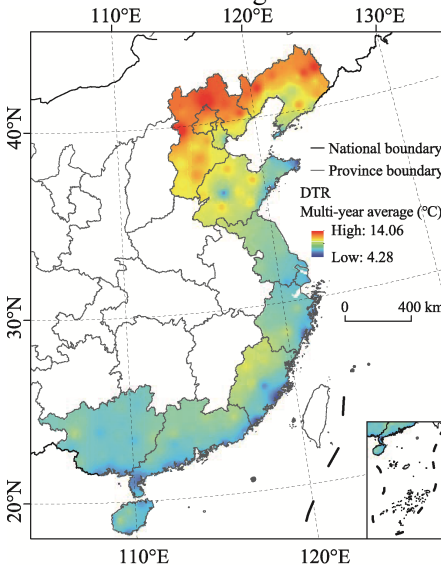 110°E 120°E 130°E
40°N
National boundary
Province boundary
DTR
Multi-year average (℃)
High: 14.06
Low: 4.28
0 400 km
30°N
20°N
110°E 120°E